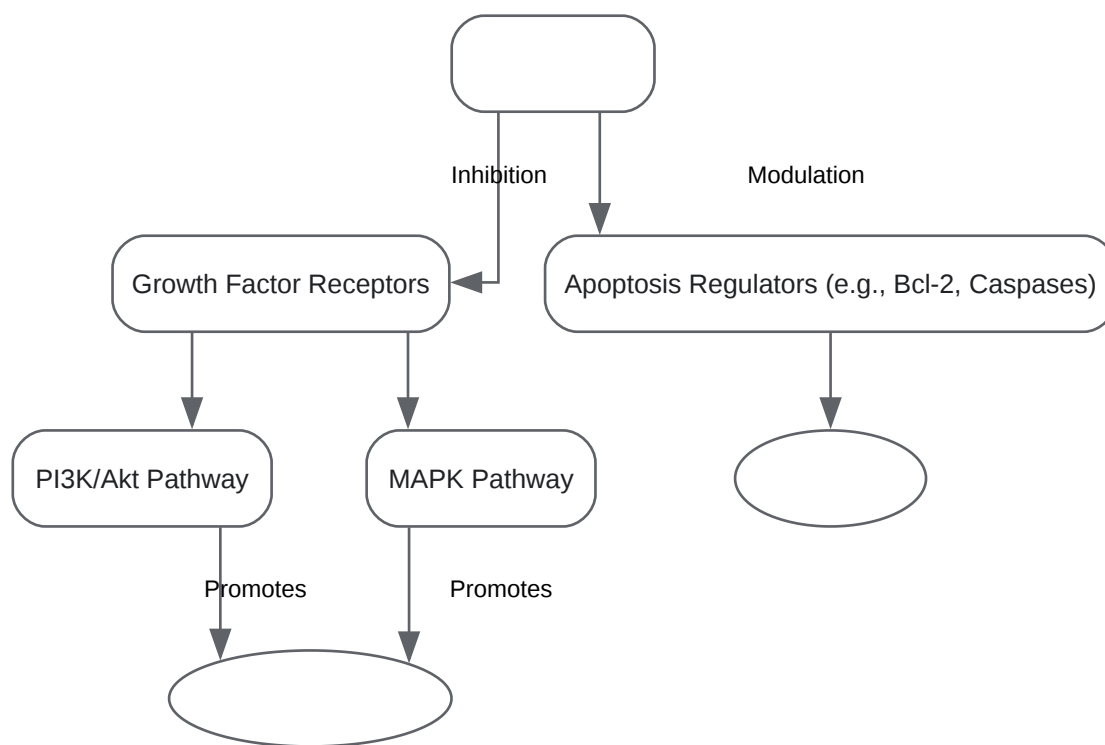 Inhibition
Modulation
Growth Factor Receptors
Apoptosis Regulators (e.g., Bcl-2, Caspases)
PI3K/Akt Pathway
MAPK Pathway
Promotes
Promotes